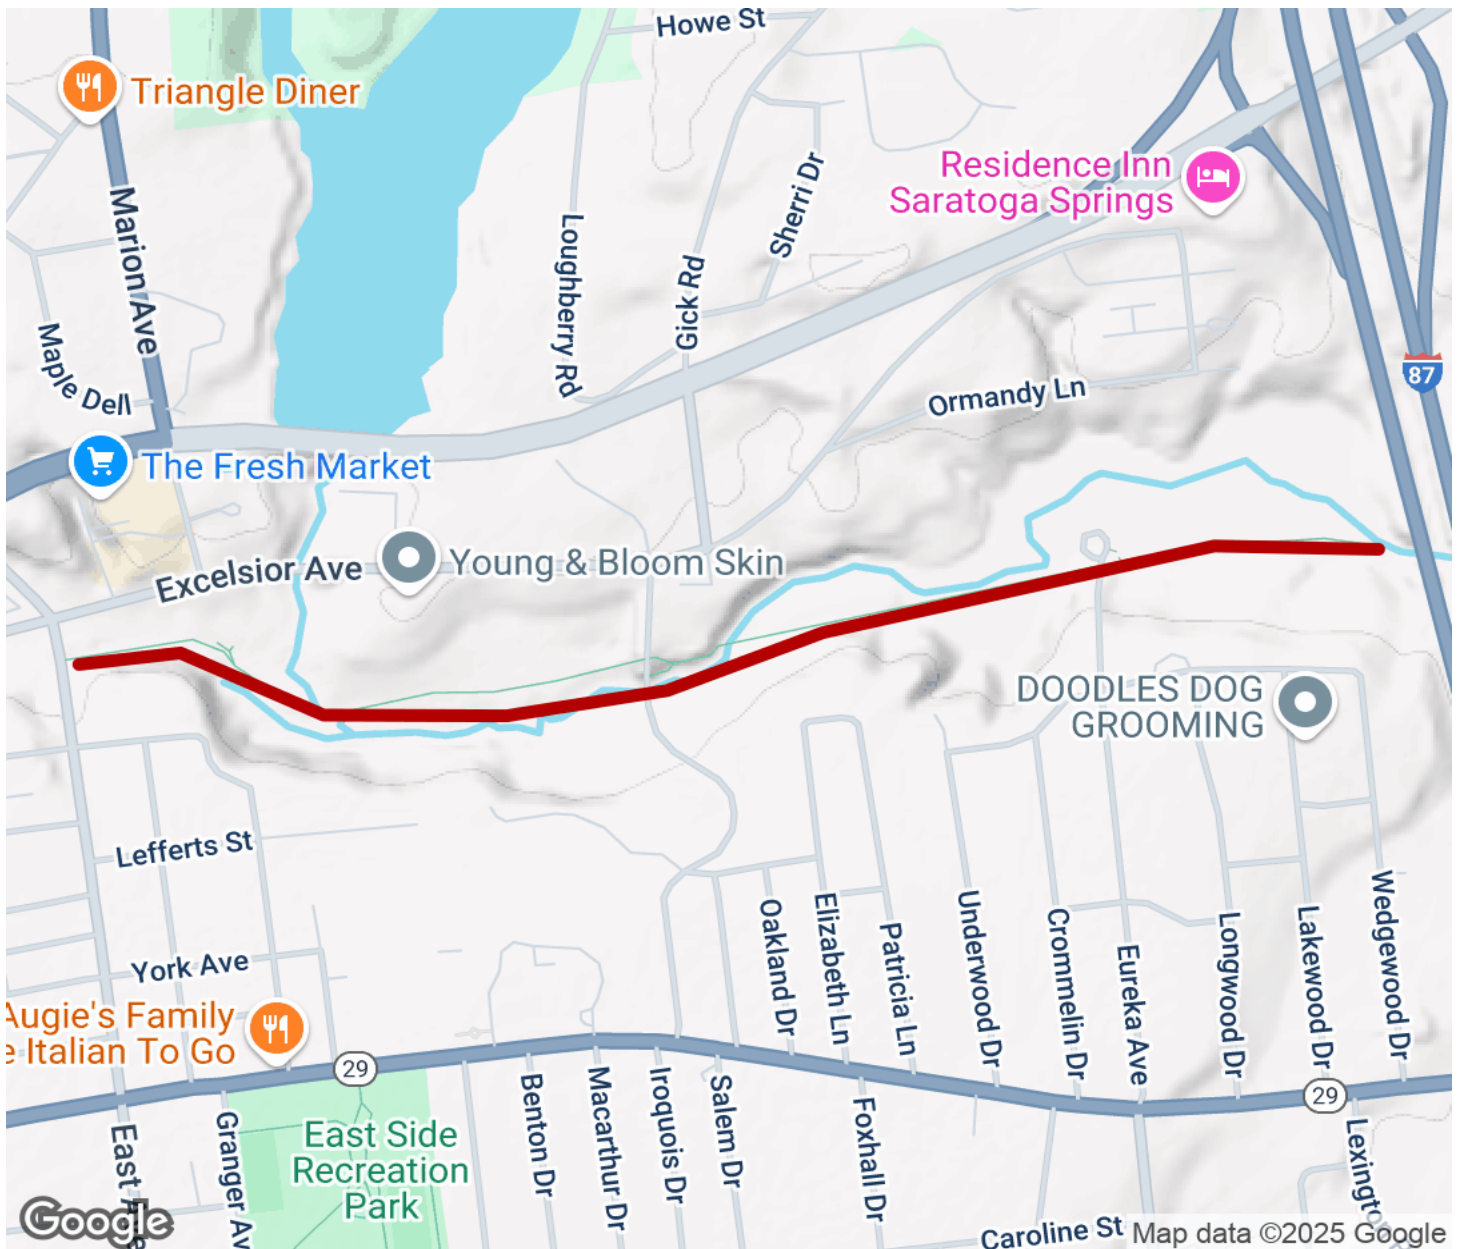 Howe St
Triangle Diner
Residence Inn
Saratoga Springs
Sherri Dr
Marion Ave
Loughberry Rd
Gick Rd
Maple Dell
87
Ormandy Ln
The Fresh Market
Excelsior Ave
Young & Bloom Skin
DOODLES DOG
GROOMING
Lefferts St
York Ave
Oakland Dr
Elizabeth Ln
Patricia Ln
Underwood Dr
Crommelin Dr
Eureka Ave
Longwood Dr
Lakewood Dr
Wedgewood Dr
Augie's Family
e Italian To Go
29
29
East Ave
Granger Av
East Side
Recreation
Park
Benton Dr
Macarthur Dr
Iroquois Dr
Salem Dr
Foxhall Dr
Lexingto
Caroline St
Google
Map data ©2025 Google